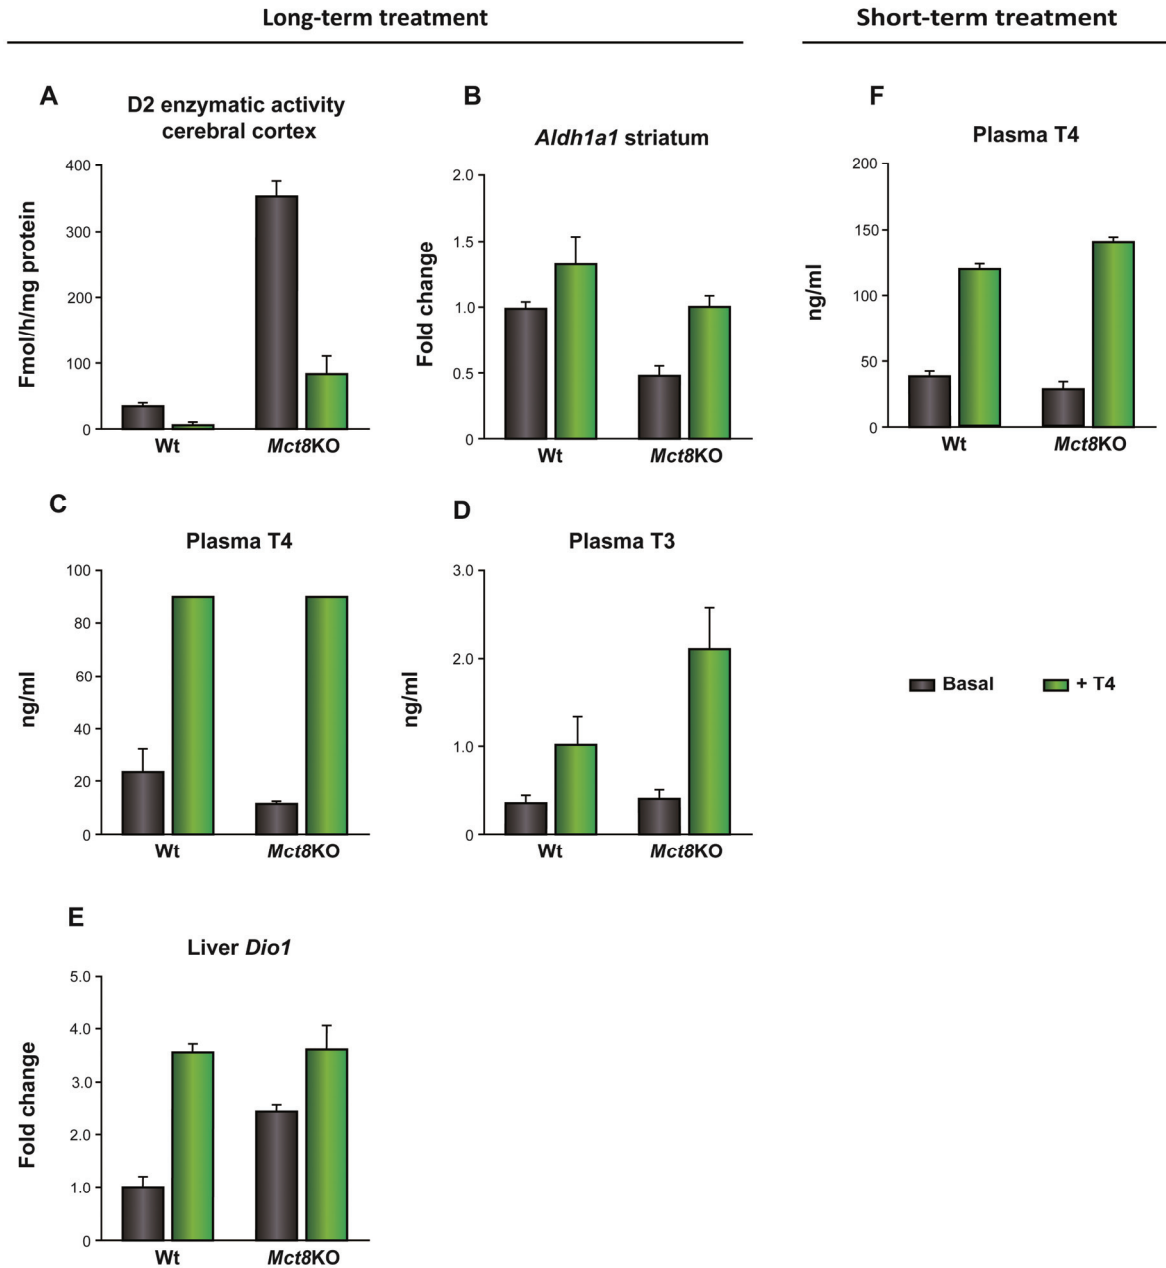 Long-term treatment
Short-term treatment
A
D2 enzymatic activity
cerebral cortex
Fmol/h/mg protein
400
300
200
100
0
Wt
Mct8KO
B
Aldh1a1 striatum
Fold change
2.0
1.5
1.0
0.5
0
Wt
Mct8KO
F
Plasma T4
ng/ml
200
150
100
50
0
Wt
Mct8KO
C
Plasma T4
ng/ml
100
80
60
40
20
0
Wt
Mct8KO
D
Plasma T3
ng/ml
3.0
2.0
1.0
0
Wt
Mct8KO
Basal
+ T4
E
Liver Dio1
Fold change
5.0
4.0
3.0
2.0
1.0
0
Wt
Mct8KO